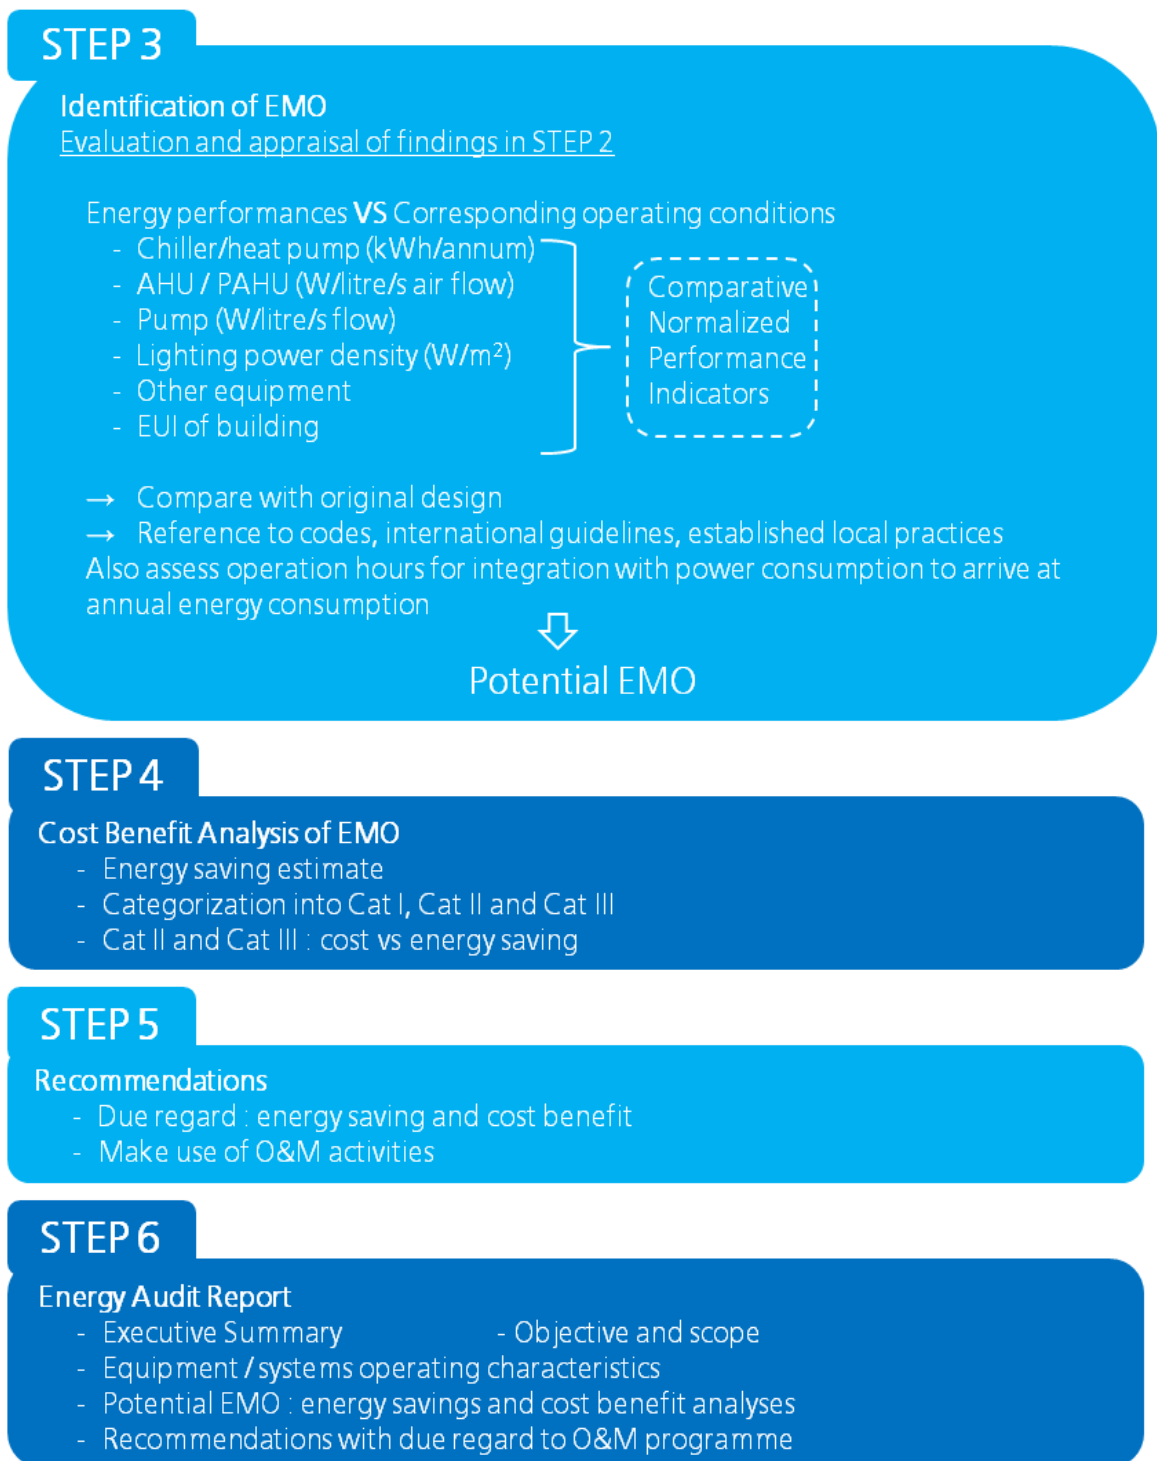 STEP 3
Identification of EMO
Evaluation and appraisal of findings in STEP 2
Energy performances VS Corresponding operating conditions
- Chiller/heat pump (kWh/annum)
- AHU / PAHU (W/litre/s air flow)
- Pump (W/litre/s flow)
- Lighting power density (W/m²)
- Other equipment
- EUI of building
Comparative
Normalized
Performance
Indicators
→ Compare with original design
→ Reference to codes, international guidelines, established local practices
Also assess operation hours for integration with power consumption to arrive at
annual energy consumption
Potential EMO
STEP 4
Cost Benefit Analysis of EMO
- Energy saving estimate
- Categorization into Cat I, Cat II and Cat III
- Cat II and Cat III : cost vs energy saving
STEP 5
Recommendations
- Due regard : energy saving and cost benefit
- Make use of O&M activities
STEP 6
Energy Audit Report
- Executive Summary - Objective and scope
- Equipment / systems operating characteristics
- Potential EMO : energy savings and cost benefit analyses
- Recommendations with due regard to O&M programme